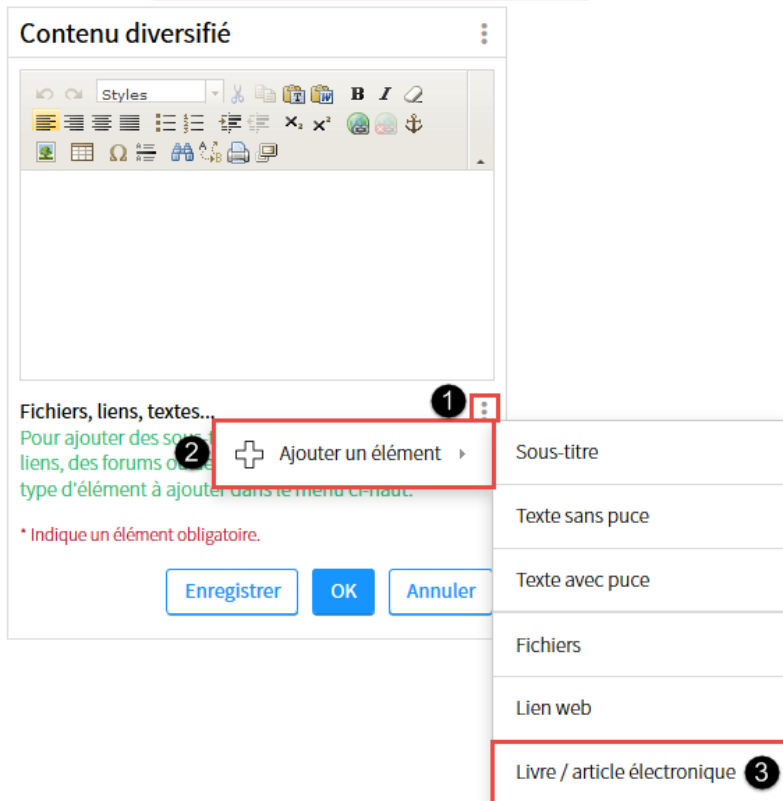 Contenu diversifié
Styles
B I
Fichiers, liens, textes...
1
Pour ajouter des sous-t
2
Ajouter un élément
liens, des forums o
type d'élément à ajouter dans le menu ci-haut.
* Indique un élément obligatoire.
Enregistrer OK Annuler
Sous-titre
Texte sans puce
Texte avec puce
Fichiers
Lien web
Livre / article électronique 3